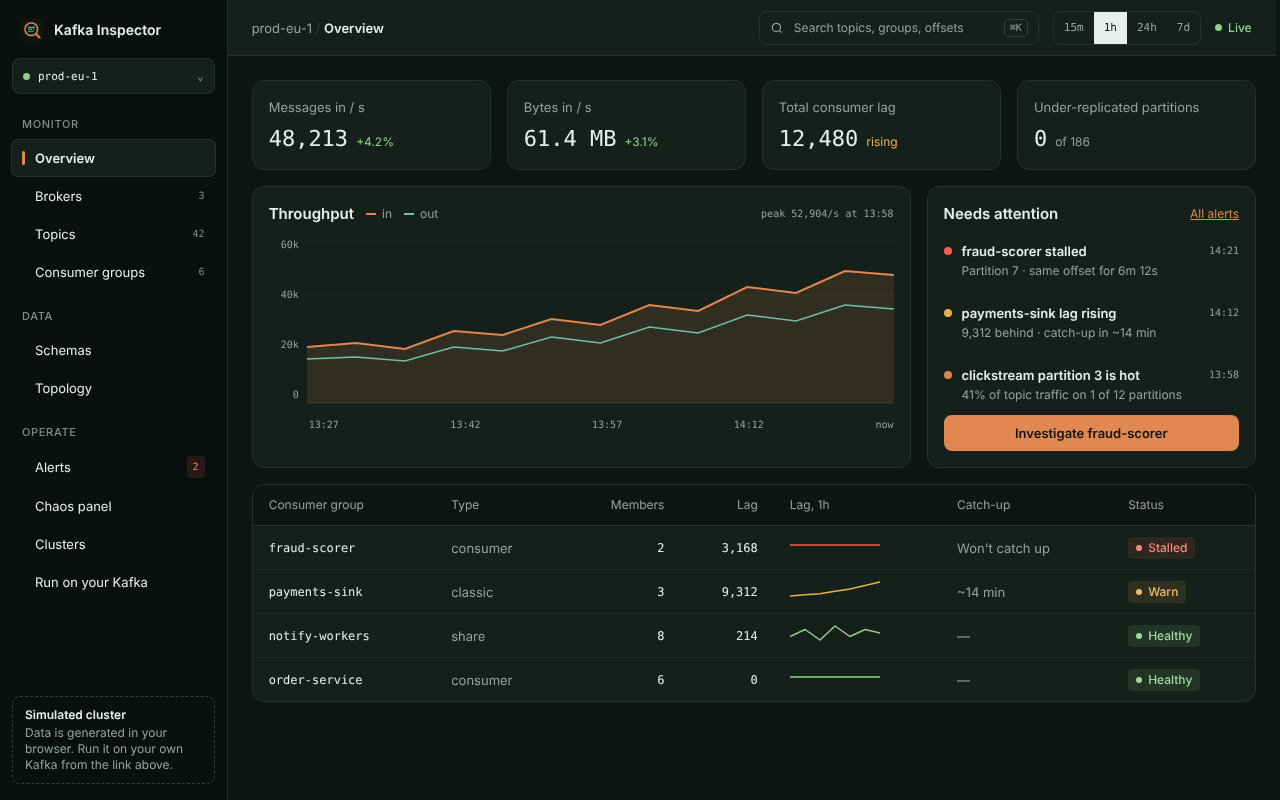 Kafka Inspector
prod-eu-1
MONITOR
Overview
Brokers 3
Topics 42
Consumer groups 6
DATA
Schemas
Topology
OPERATE
Alerts 2
Chaos panel
Clusters
Run on your Kafka
Simulated cluster
Data is generated in your
browser. Run it on your own
Kafka from the link above.
prod-eu-1 / Overview
Search topics, groups, offsets ⌘K
15m 1h 24h 7d
Live
Messages in / s
48,213 +4.2%
Bytes in / s
61.4 MB +3.1%
Total consumer lag
12,480 rising
Under-replicated partitions
0 of 186
Throughput in out peak 52,904/s at 13:58
60k
40k
20k
0
13:27 13:42 13:57 14:12 now
Needs attention All alerts
fraud-scorer stalled 14:21
Partition 7 · same offset for 6m 12s
payments-sink lag rising 14:12
9,312 behind · catch-up in ~14 min
clickstream partition 3 is hot 13:58
41% of topic traffic on 1 of 12 partitions
Investigate fraud-scorer
Consumer group Type Members Lag Lag, 1h Catch-up Status
fraud-scorer consumer 2 3,168 Won't catch up Stalled
payments-sink classic 3 9,312 ~14 min Warn
notify-workers share 8 214 — Healthy
order-service consumer 6 0 — Healthy